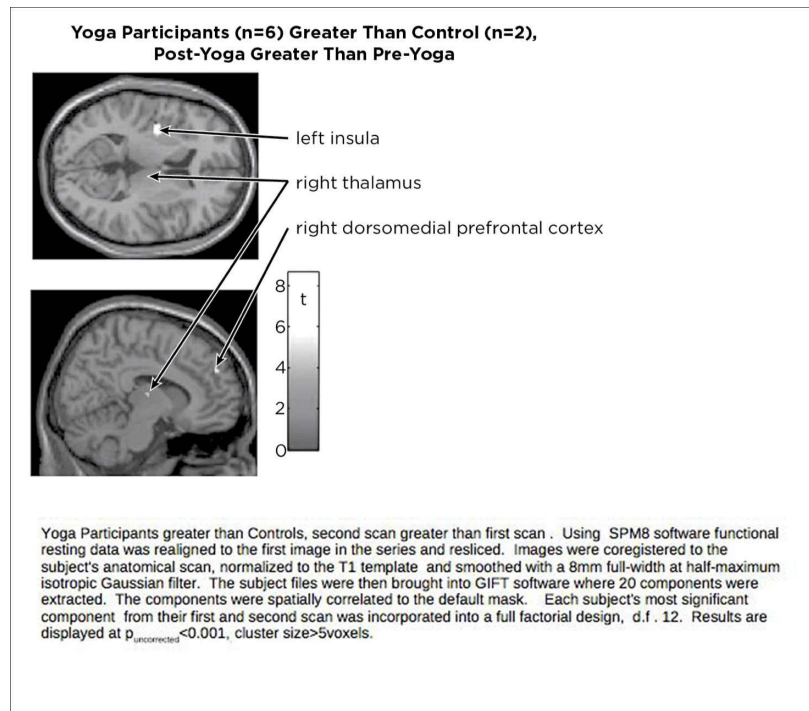 Yoga Participants (n=6) Greater Than Control (n=2),
Post-Yoga Greater Than Pre-Yoga
left insula
right thalamus
right dorsomedial prefrontal cortex
8
t
6
4
2
0
Yoga Participants greater than Controls, second scan greater than first scan . Using SPM8 software functional
resting data was realigned to the first image in the series and resliced. Images were coregistered to the
subject's anatomical scan, normalized to the T1 template and smoothed with a 8mm full-width at half-maximum
isotropic Gaussian filter. The subject files were then brought into GIFT software where 20 components were
extracted. The components were spatially correlated to the default mask. Each subject's most significant
component from their first and second scan was incorporated into a full factorial design, d.f . 12. Results are
displayed at p uncorrected<0.001, cluster size>5voxels.